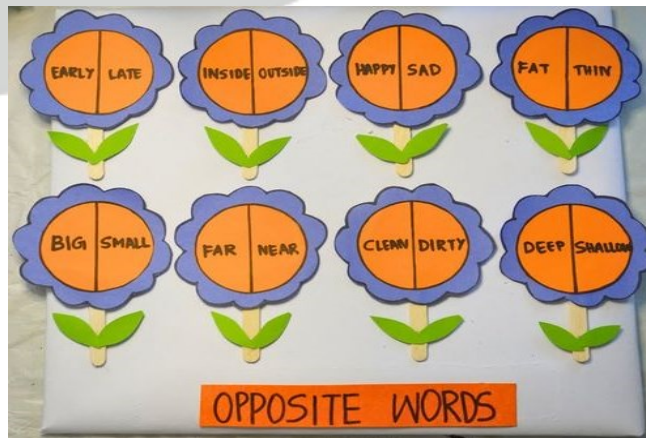 EARLY LATE
INSIDE OUTSIDE
HAPPY SAD
FAT THIN
BIG SMALL
FAR NEAR
CLEAN DIRTY
DEEP SHALLOW
OPPOSITE WORDS